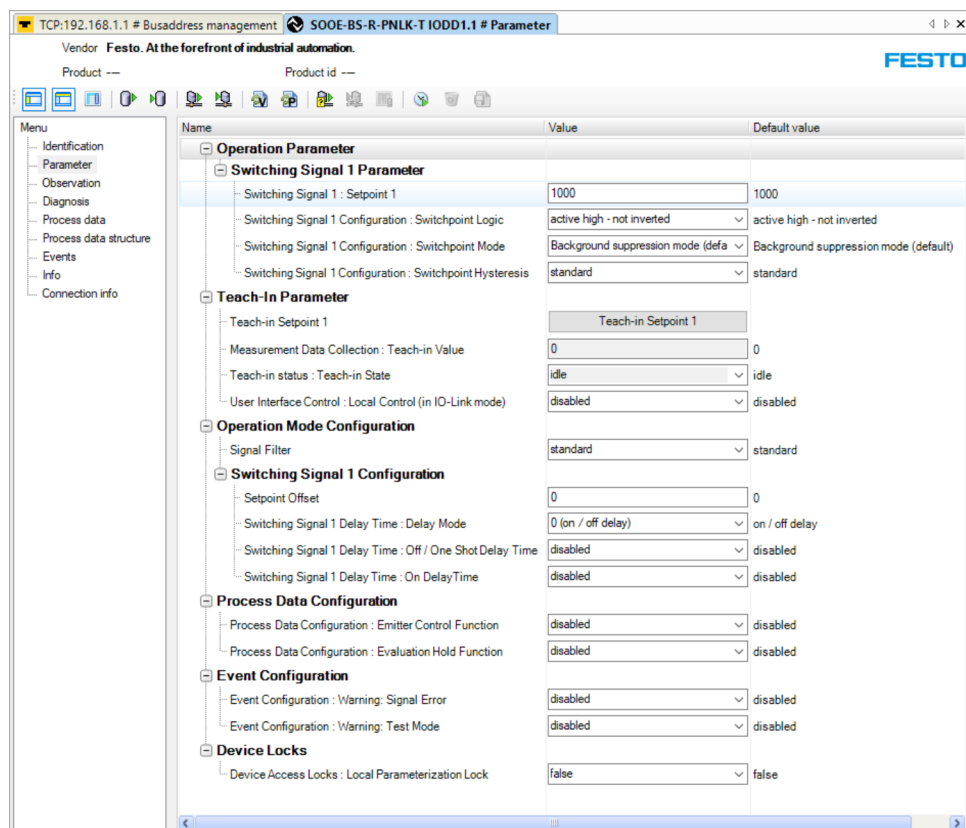 TCP:192.168.1.1 # Busaddress management SOOE-BS-R-PNLK-T IODD1.1 # Parameter
Vendor Festo. At the forefront of industrial automation.
FESTO
Product --- Product id ---
Menu
Identification
Parameter
Observation
Diagnosis
Process data
Process data structure
Events
Info
Connection info
Name Value Default value
Operation Parameter
Switching Signal 1 Parameter
Switching Signal 1 : Setpoint 1 1000 1000
Switching Signal 1 Configuration : Switchpoint Logic active high - not inverted active high - not inverted
Switching Signal 1 Configuration : Switchpoint Mode Background suppression mode (defa Background suppression mode (default)
Switching Signal 1 Configuration : Switchpoint Hysteresis standard standard
Teach-In Parameter
Teach-in Setpoint 1 Teach-in Setpoint 1
Measurement Data Collection : Teach-in Value 0 0
Teach-in status : Teach-in State idle idle
User Interface Control : Local Control (in IO-Link mode) disabled disabled
Operation Mode Configuration
Signal Filter standard standard
Switching Signal 1 Configuration
Setpoint Offset 0 0
Switching Signal 1 Delay Time : Delay Mode 0 (on / off delay) on / off delay
Switching Signal 1 Delay Time : Off / One Shot Delay Time disabled disabled
Switching Signal 1 Delay Time : On DelayTime disabled disabled
Process Data Configuration
Process Data Configuration : Emitter Control Function disabled disabled
Process Data Configuration : Evaluation Hold Function disabled disabled
Event Configuration
Event Configuration : Warning: Signal Error disabled disabled
Event Configuration : Warning: Test Mode disabled disabled
Device Locks
Device Access Locks : Local Parameterization Lock false false